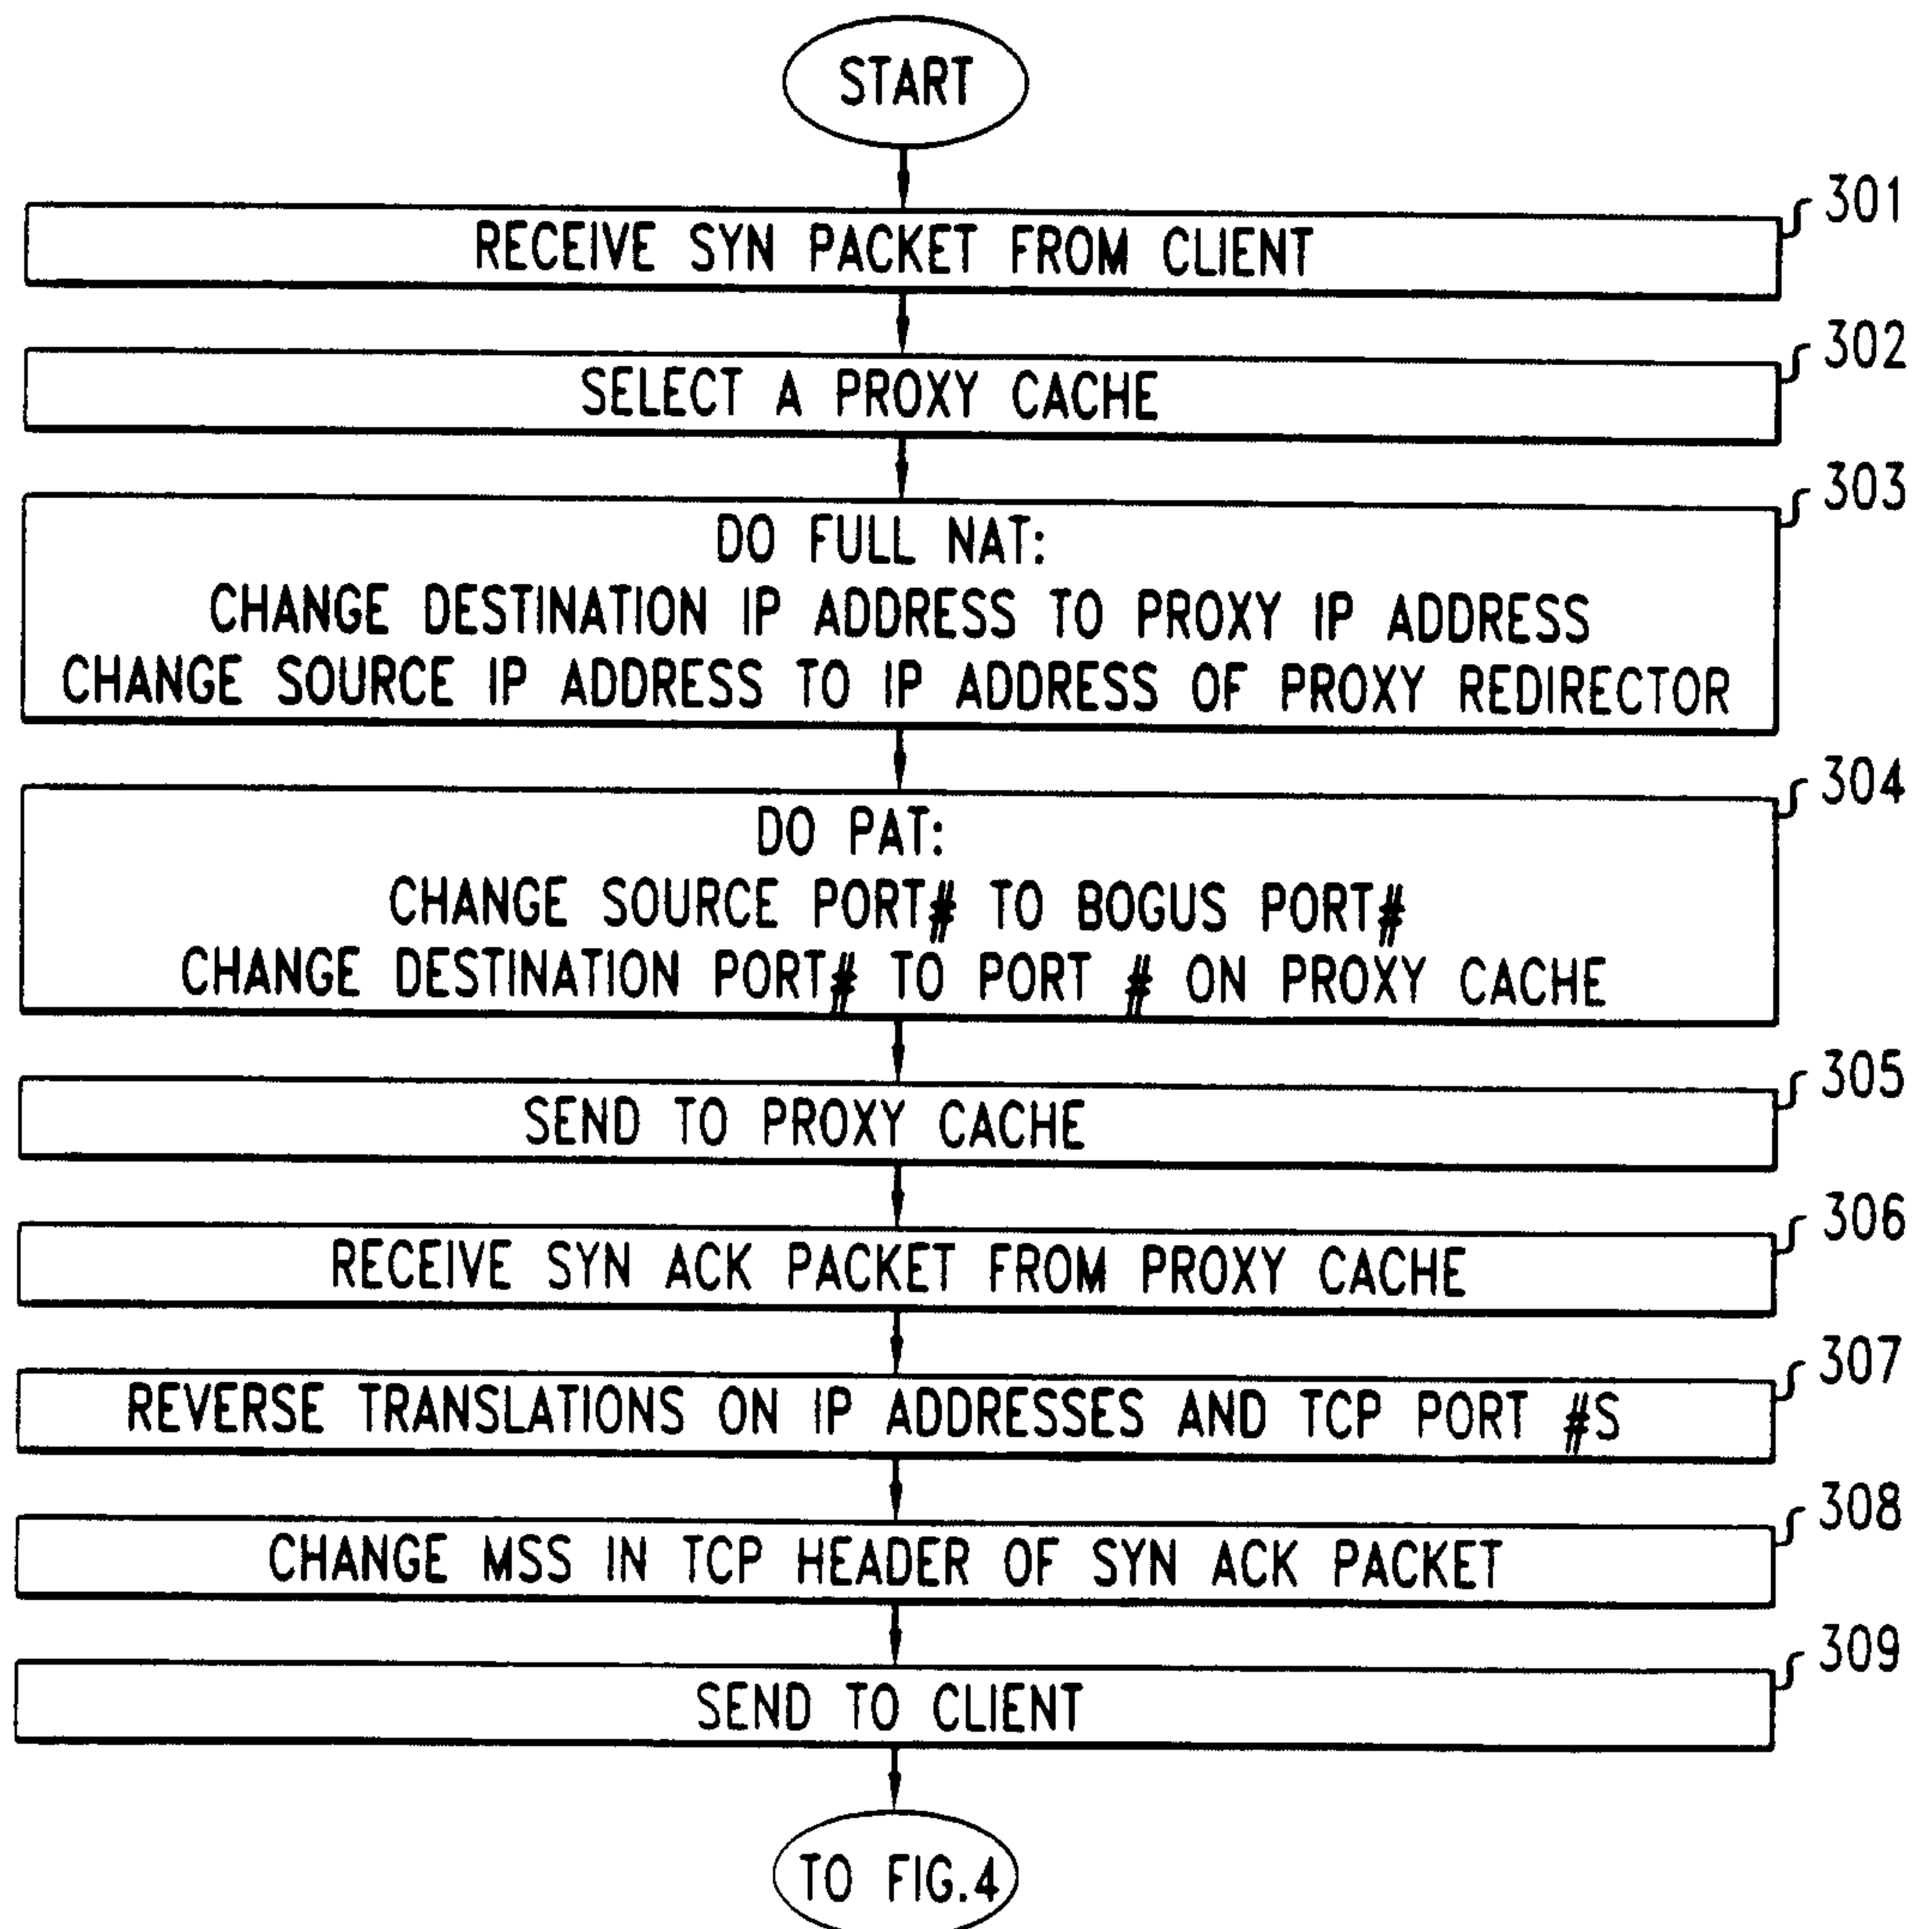 START
301
RECEIVE SYN PACKET FROM CLIENT
302
SELECT A PROXY CACHE
303
DO FULL NAT:
CHANGE DESTINATION IP ADDRESS TO PROXY IP ADDRESS
CHANGE SOURCE IP ADDRESS TO IP ADDRESS OF PROXY REDIRECTOR
304
DO PAT:
CHANGE SOURCE PORT# TO BOGUS PORT#
CHANGE DESTINATION PORT# TO PORT # ON PROXY CACHE
305
SEND TO PROXY CACHE
306
RECEIVE SYN ACK PACKET FROM PROXY CACHE
307
REVERSE TRANSLATIONS ON IP ADDRESSES AND TCP PORT #S
308
CHANGE MSS IN TCP HEADER OF SYN ACK PACKET
309
SEND TO CLIENT
TO FIG.4